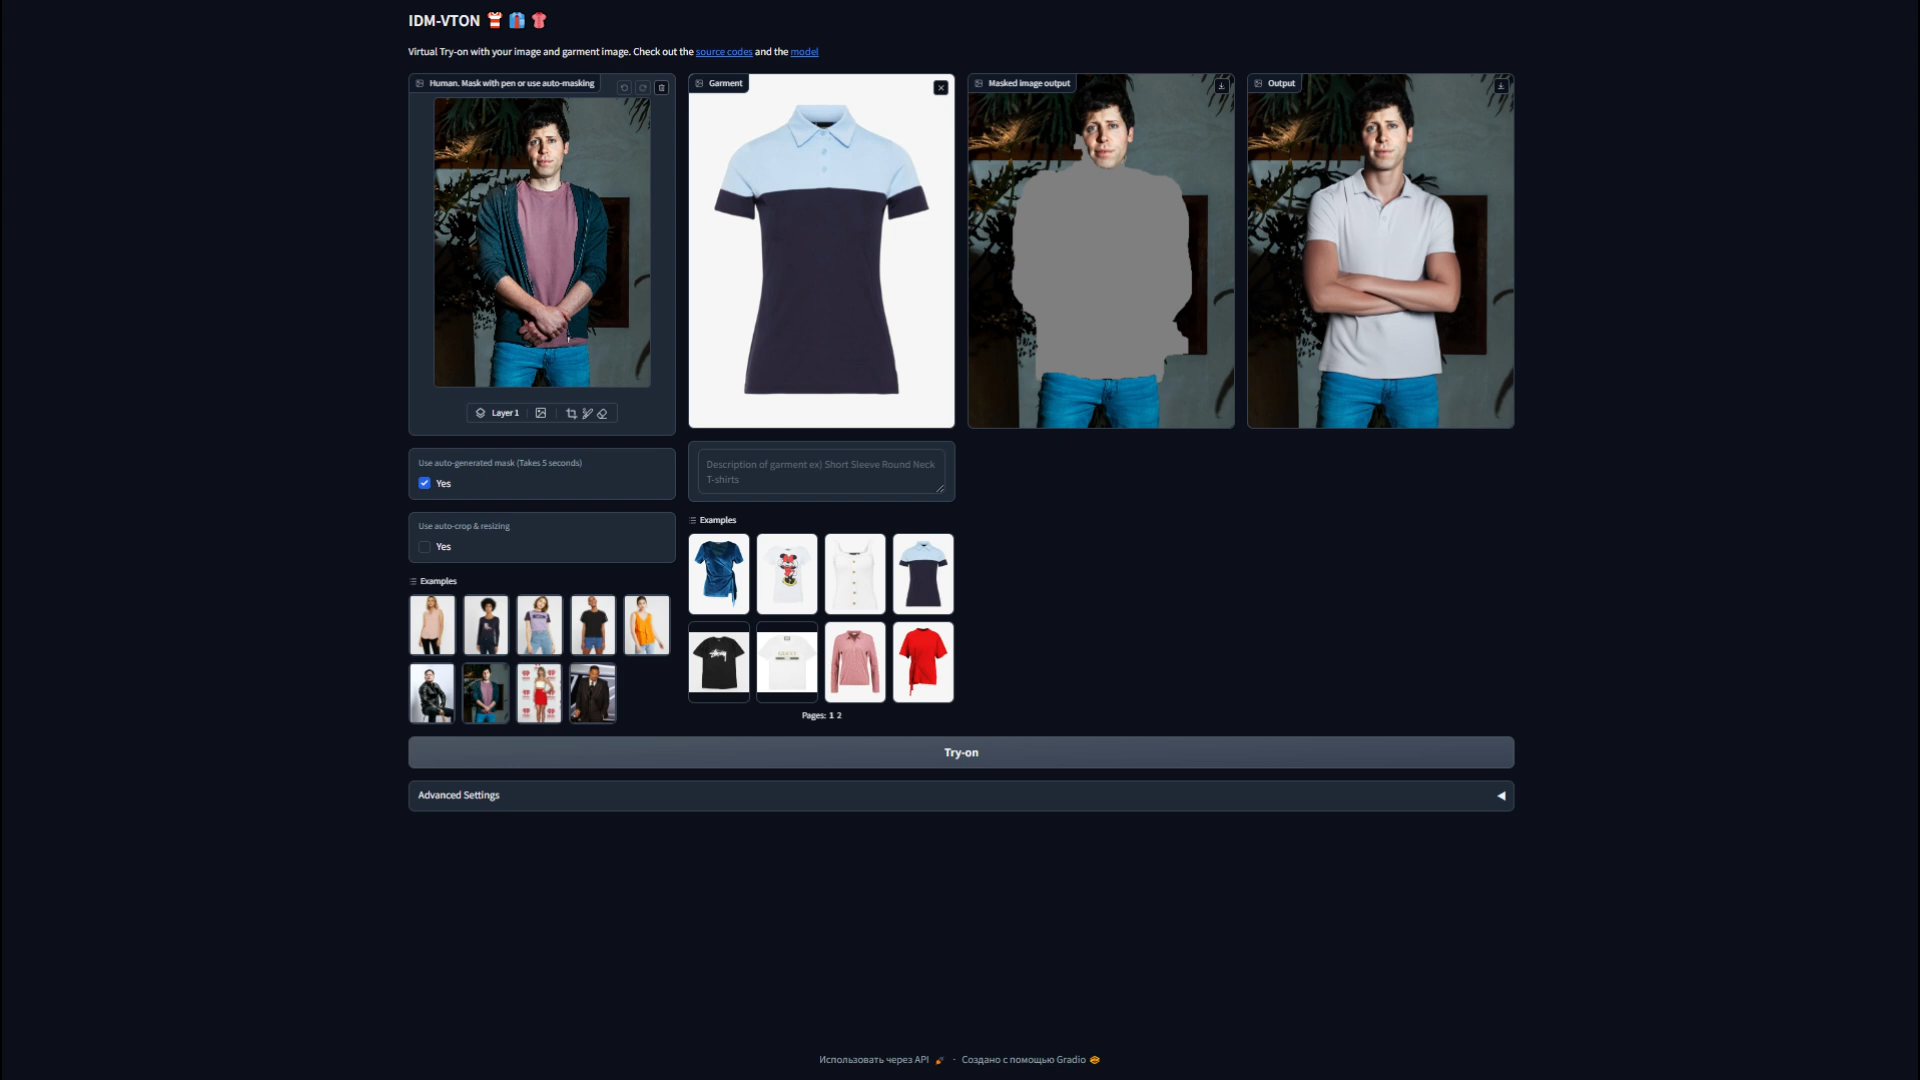 IDM-VTON
Virtual Try-on with your image and garment image. Check out the source codes and the model
Human. Mask with pen or use auto-masking
Garment
Masked image output
Output
Layer 1
Use auto-generated mask (Takes 5 seconds)
Yes
Use auto-crop & resizing
Yes
Examples
Description of garment ex) Short Sleeve Round Neck
T-shirts
Examples
GUCCI
Pages: 1 2
Try-on
Advanced Settings
Использовать через API · Создано с помощью Gradio